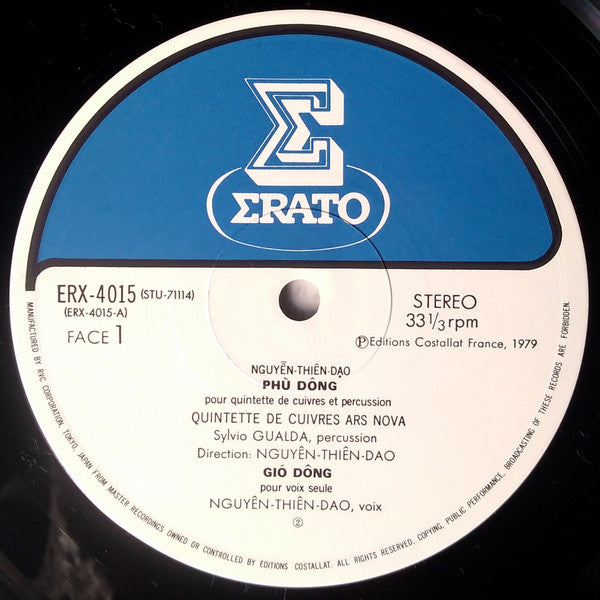 Σ
ΣRATO
ERX-4015 (STU-71114)
(ERX-4015-A)
FACE 1
STEREO
33 1/3 rpm
Ⓟ Editions Costallat France, 1979
NGUYỄN-THIÊN-DẠO
PHÙ DÔNG
pour quintette de cuivres et percussion
QUINTETTE DE CUIVRES ARS NOVA
Sylvio GUALDA, percussion
Direction: NGUYÊN-THIÊN-DAO
GIÓ DÔNG
pour voix seule
NGUYÊN-THIÊN-DAO, voix
②
MANUFACTURED BY RVC CORPORATION, TOKYO, JAPAN FROM MASTER RECORDINGS OWNED OR CONTROLLED BY EDITIONS COSTALLAT. ALL RIGHTS RESERVED. COPYING, PUBLIC PERFORMANCE, BROADCASTING OF THESE RECORDS ARE FORBIDDEN.